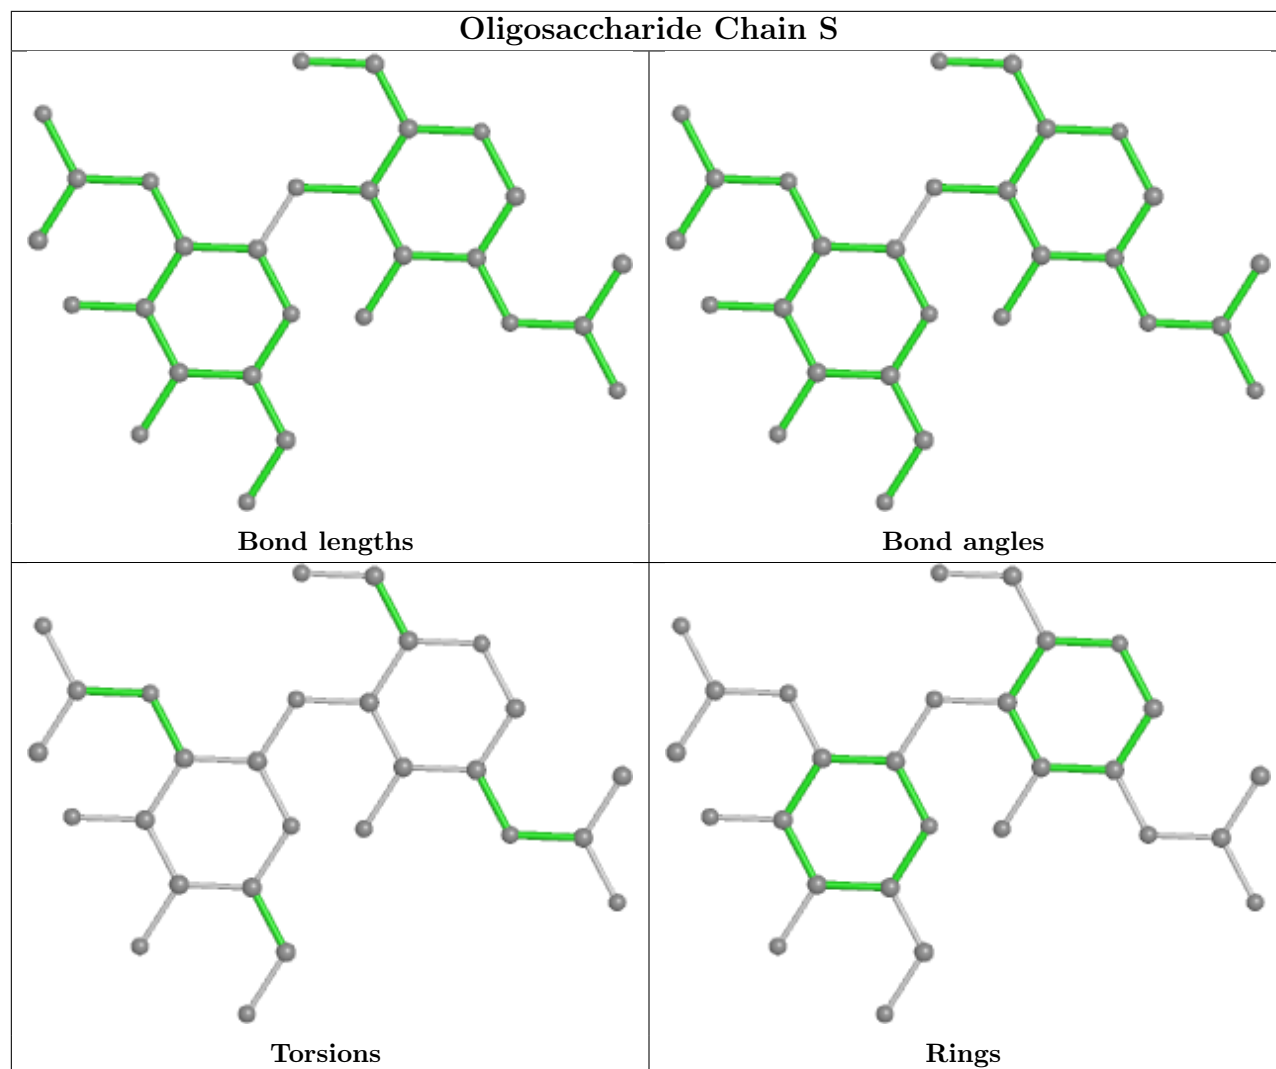 Oligosaccharide Chain S
Bond lengths
Bond angles
Torsions
Rings